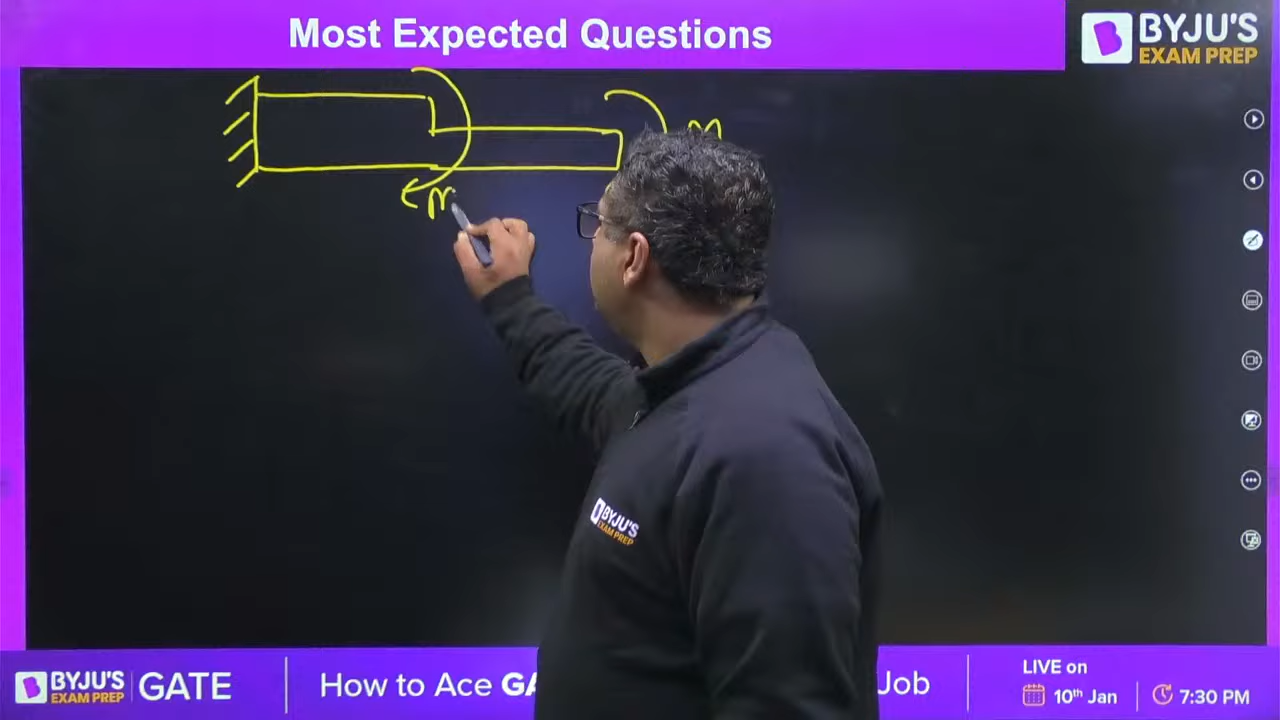 Most Expected Questions
BYJU'S
EXAM PREP
M
M
BYJU'S
EXAM PREP
BYJU'S
EXAM PREP
GATE
How to Ace
Job
LIVE on
10th Jan
7:30 PM